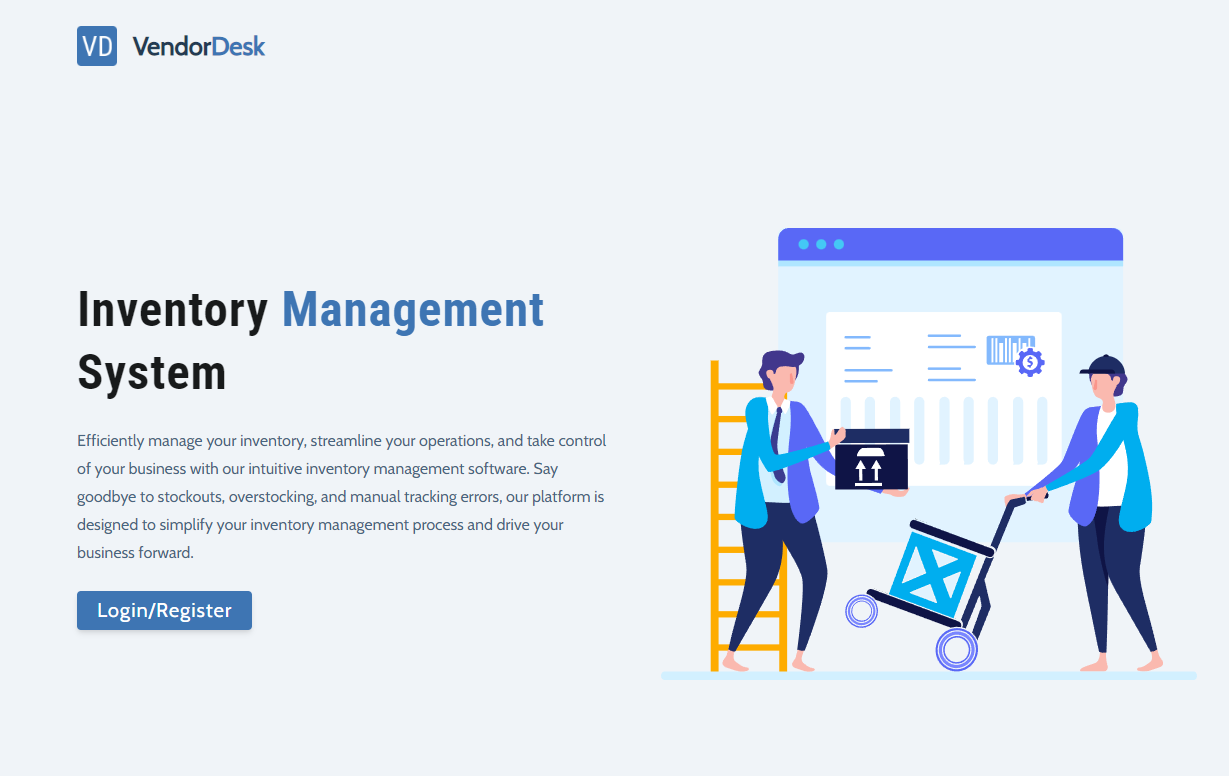 VD VendorDesk
Inventory Management
System
Efficiently manage your inventory, streamline your operations, and take control
of your business with our intuitive inventory management software. Say
goodbye to stockouts, overstocking, and manual tracking errors, our platform is
designed to simplify your inventory management process and drive your
business forward.
Login/Register
$